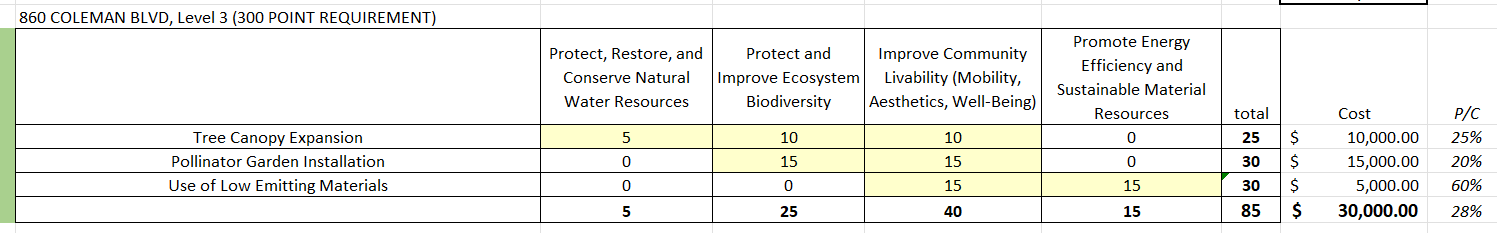 860 COLEMAN BLVD, Level 3 (300 POINT REQUIREMENT)
Protect, Restore, and Conserve Natural Water Resources
Protect and Improve Ecosystem Biodiversity
Improve Community Livability (Mobility, Aesthetics, Well-Being)
Promote Energy Efficiency and Sustainable Material Resources
total
Cost
P/C
Tree Canopy Expansion 5 10 10 0 25 $ 10,000.00 25%
Pollinator Garden Installation 0 15 15 0 30 $ 15,000.00 20%
Use of Low Emitting Materials 0 0 15 15 30 $ 5,000.00 60%
5 25 40 15 85 $ 30,000.00 28%